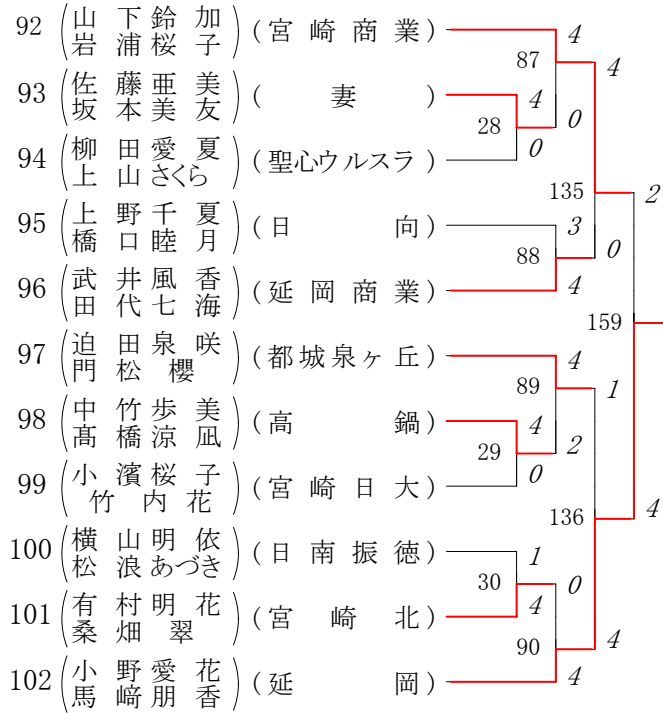 92 山下鈴加 岩浦桜子 (宮崎商業) 4
87 4
93 佐藤亜美 坂本美友 (妻) 4
28 0
94 柳田愛夏 上山さくら (聖心ウルスラ) 0
135 2
95 上野千夏 橋口睦月 (日向) 3
88 0
96 武井風香 田代七海 (延岡商業) 4
159
97 迫田泉咲 門松櫻 (都城泉ヶ丘) 4
89 1
98 中竹歩美 髙橋涼凪 (高鍋) 4
29 2
99 小濱桜子 竹内花 (宮崎日大) 0
136 4
100 横山明依 松浪あづき (日南振徳) 1
30 0
101 有村明花 桑畑翠 (宮崎北) 4
90 4
102 小野愛花 馬﨑朋香 (延岡) 4